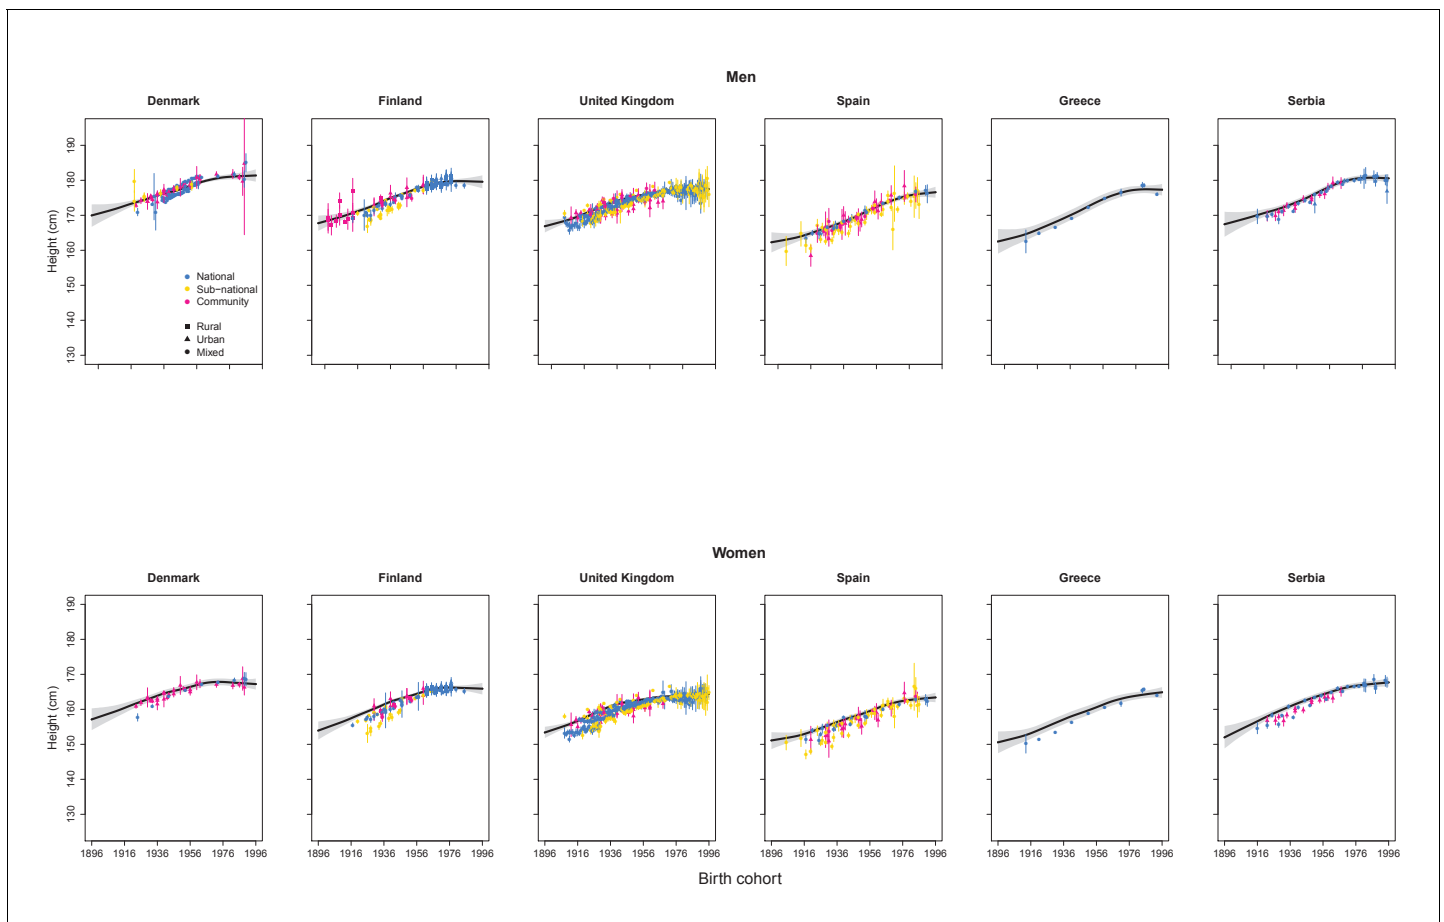 Men
Denmark Finland United Kingdom Spain Greece Serbia
190
180
170
160
150
140
130
Height (cm)
National
Sub−national
Community
Rural
Urban
Mixed
Women
Denmark Finland United Kingdom Spain Greece Serbia
190
180
170
160
150
140
130
Height (cm)
1896 1916 1936 1956 1976 1996 1896 1916 1936 1956 1976 1996 1896 1916 1936 1956 1976 1996 1896 1916 1936 1956 1976 1996 1896 1916 1936 1956 1976 1996 1896 1916 1936 1956 1976 1996
Birth cohort